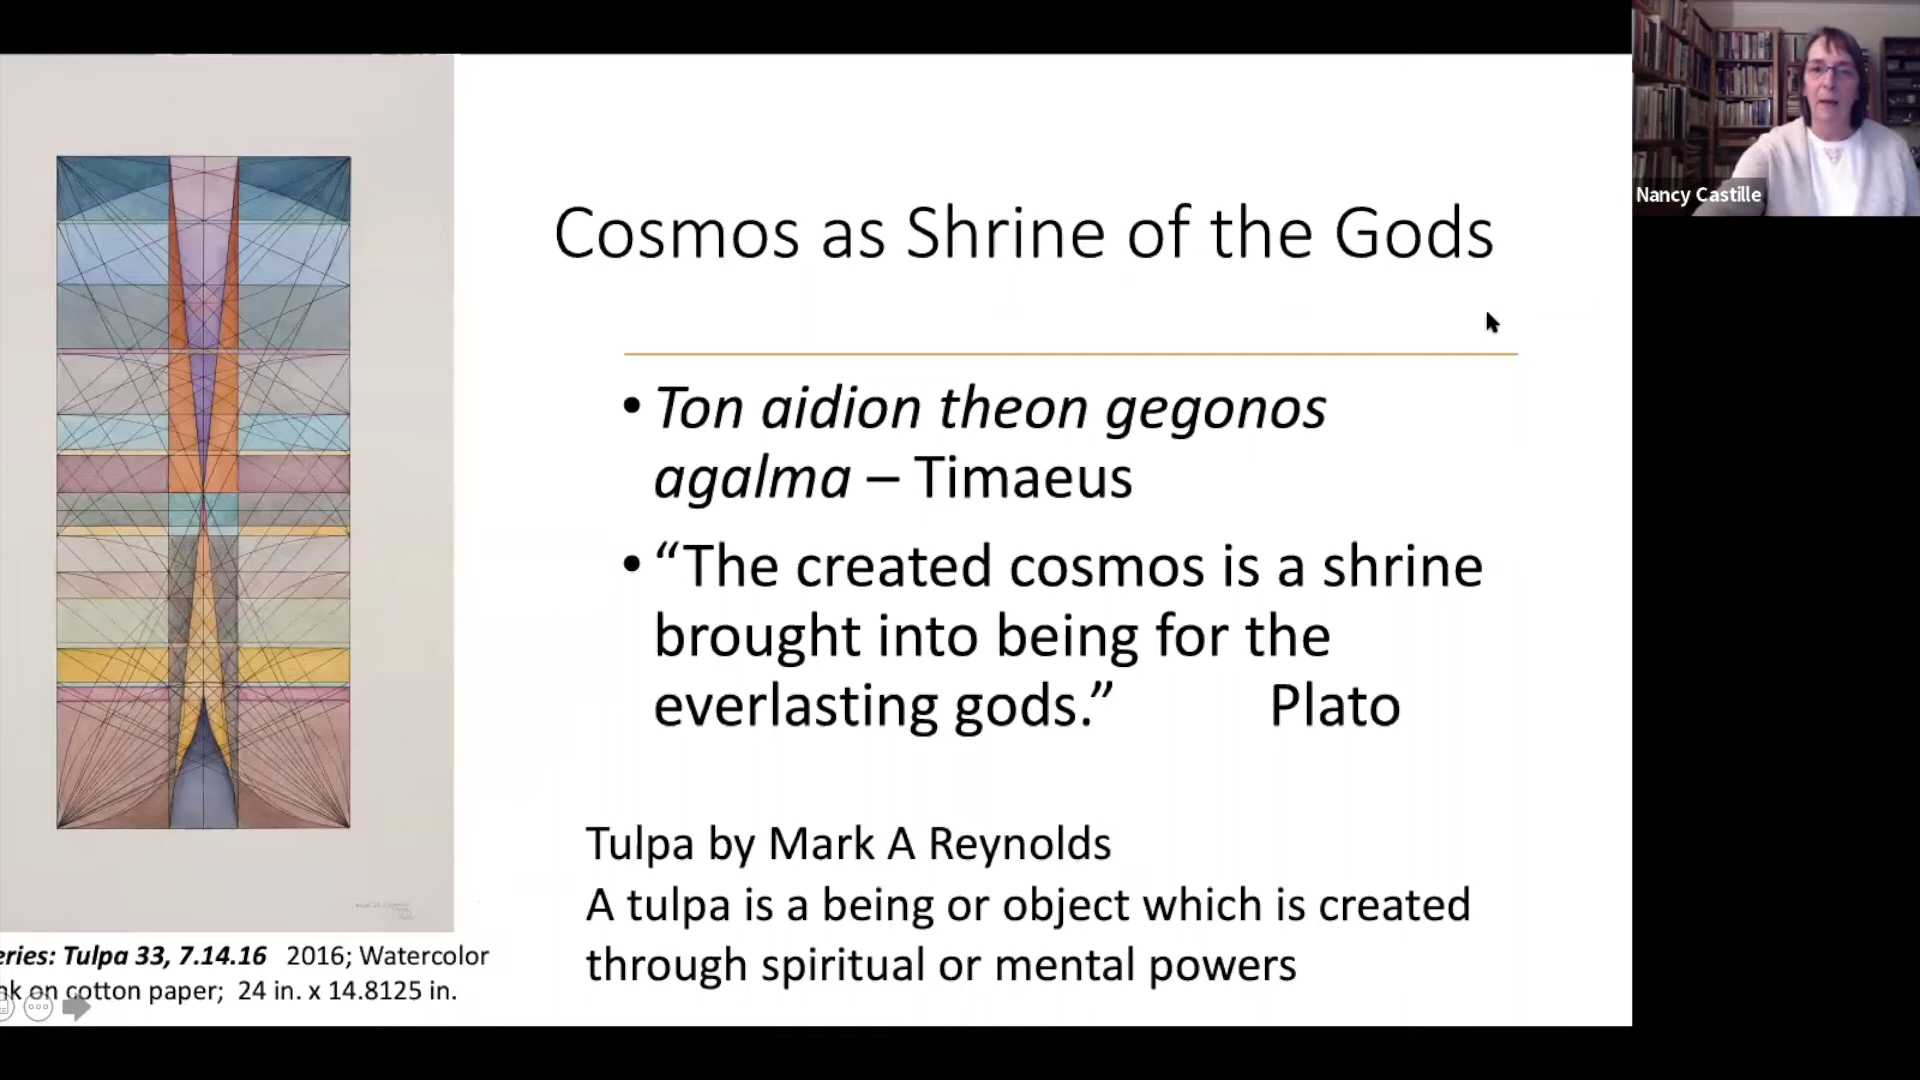 Cosmos as Shrine of the Gods
• Ton aidion theon gegonos
agalma – Timaeus
• “The created cosmos is a shrine
brought into being for the
everlasting gods.” Plato
Tulpa by Mark A Reynolds
A tulpa is a being or object which is created
through spiritual or mental powers
Tulpa 33, 7.14.16 2016; Watercolor
on cotton paper; 24 in. x 14.8125 in.
Nancy Castille